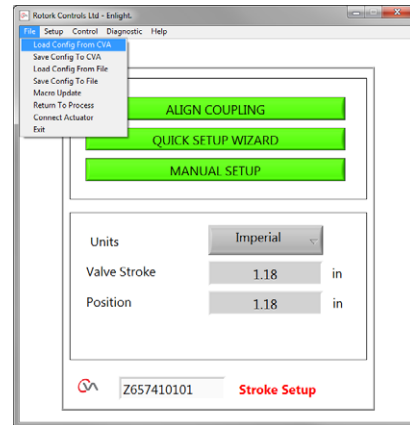 Rotork Controls Ltd - Enlight.
File Setup Control Diagnostic Help
Load Config From CVA
Save Config To CVA
Load Config From File
Save Config To File
Macro Update
Return To Process
Connect Actuator
Exit
ALIGN COUPLING
QUICK SETUP WIZARD
MANUAL SETUP
Units Imperial
Valve Stroke 1.18 in
Position 1.18 in
Z657410101 Stroke Setup